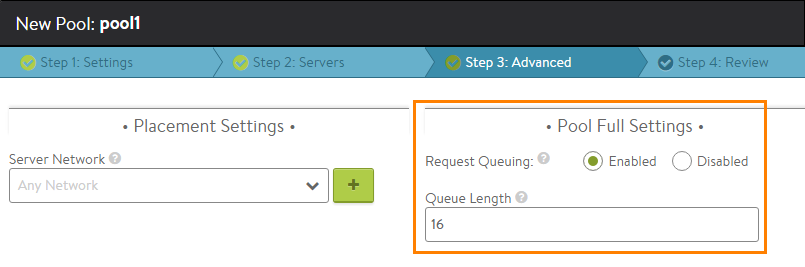 New Pool: pool1
Step 1: Settings
Step 2: Servers
Step 3: Advanced
Step 4: Review
• Placement Settings •
Server Network ?
Any Network
+
• Pool Full Settings •
Request Queuing: ? Enabled Disabled
Queue Length ?
16